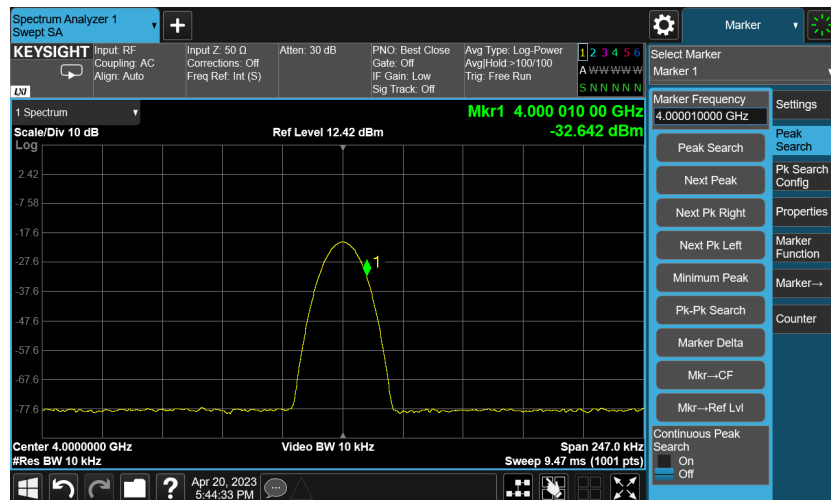 Spectrum Analyzer 1
Swept SA
Marker
KEYSIGHT
LXI
Input: RF
Coupling: AC
Align: Auto
Input Z: 50 Ω
Corrections: Off
Freq Ref: Int (S)
Atten: 30 dB
PNO: Best Close
Gate: Off
IF Gain: Low
Sig Track: Off
Avg Type: Log-Power
Avg|Hold:>100/100
Trig: Free Run
1 2 3 4 5 6
A W W W W W
S N N N N N
Select Marker
Marker 1
1 Spectrum
Scale/Div 10 dB
Log
Ref Level 12.42 dBm
Mkr1 4.000 010 00 GHz
-32.642 dBm
2.42
-7.58
-17.6
-27.6
-37.6
-47.6
-57.6
-67.6
-77.6
1
Center 4.0000000 GHz
#Res BW 10 kHz
Video BW 10 kHz
Span 247.0 kHz
Sweep 9.47 ms (1001 pts)
Marker Frequency
4.000010000 GHz
Peak Search
Next Peak
Next Pk Right
Next Pk Left
Minimum Peak
Pk-Pk Search
Marker Delta
Mkr→CF
Mkr→Ref Lvl
Continuous Peak
Search
On
Off
Settings
Peak
Search
Pk Search
Config
Properties
Marker
Function
Marker→
Counter
?
Apr 20, 2023
5:44:33 PM